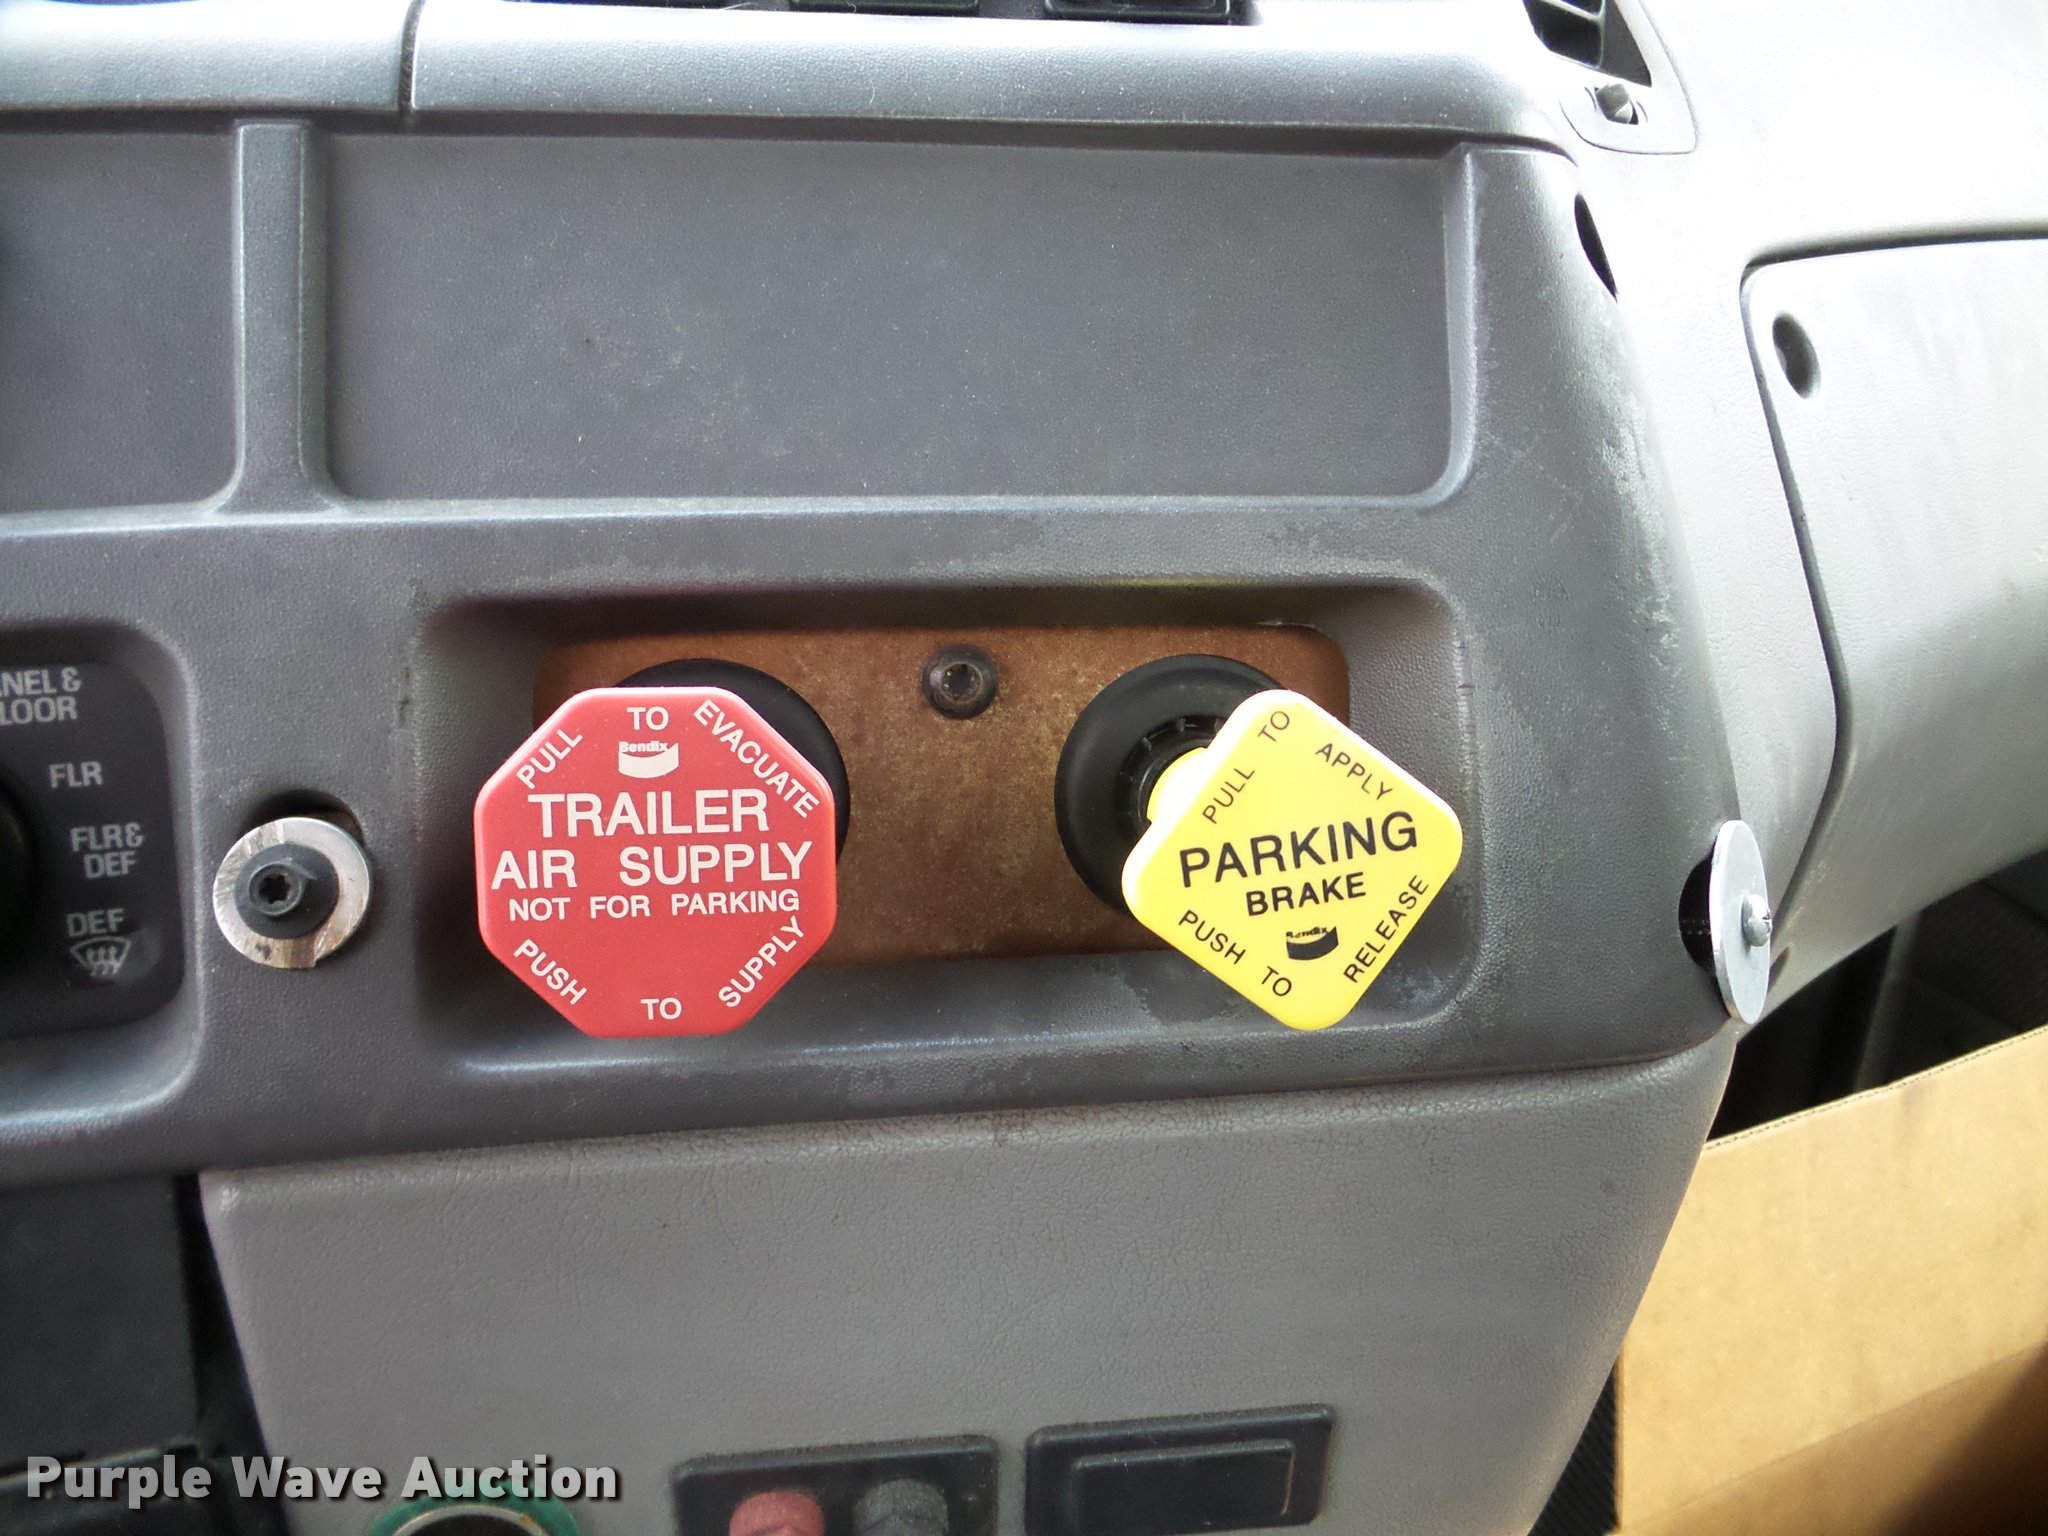 PULL TO EVACUATE
Bendix
TRAILER
AIR SUPPLY
NOT FOR PARKING
PUSH TO SUPPLY
PULL TO APPLY
PARKING
BRAKE
Bendix
PUSH TO RELEASE
NEL &
LOOR
FLR
FLR&
DEF
DEF
Purple Wave Auction